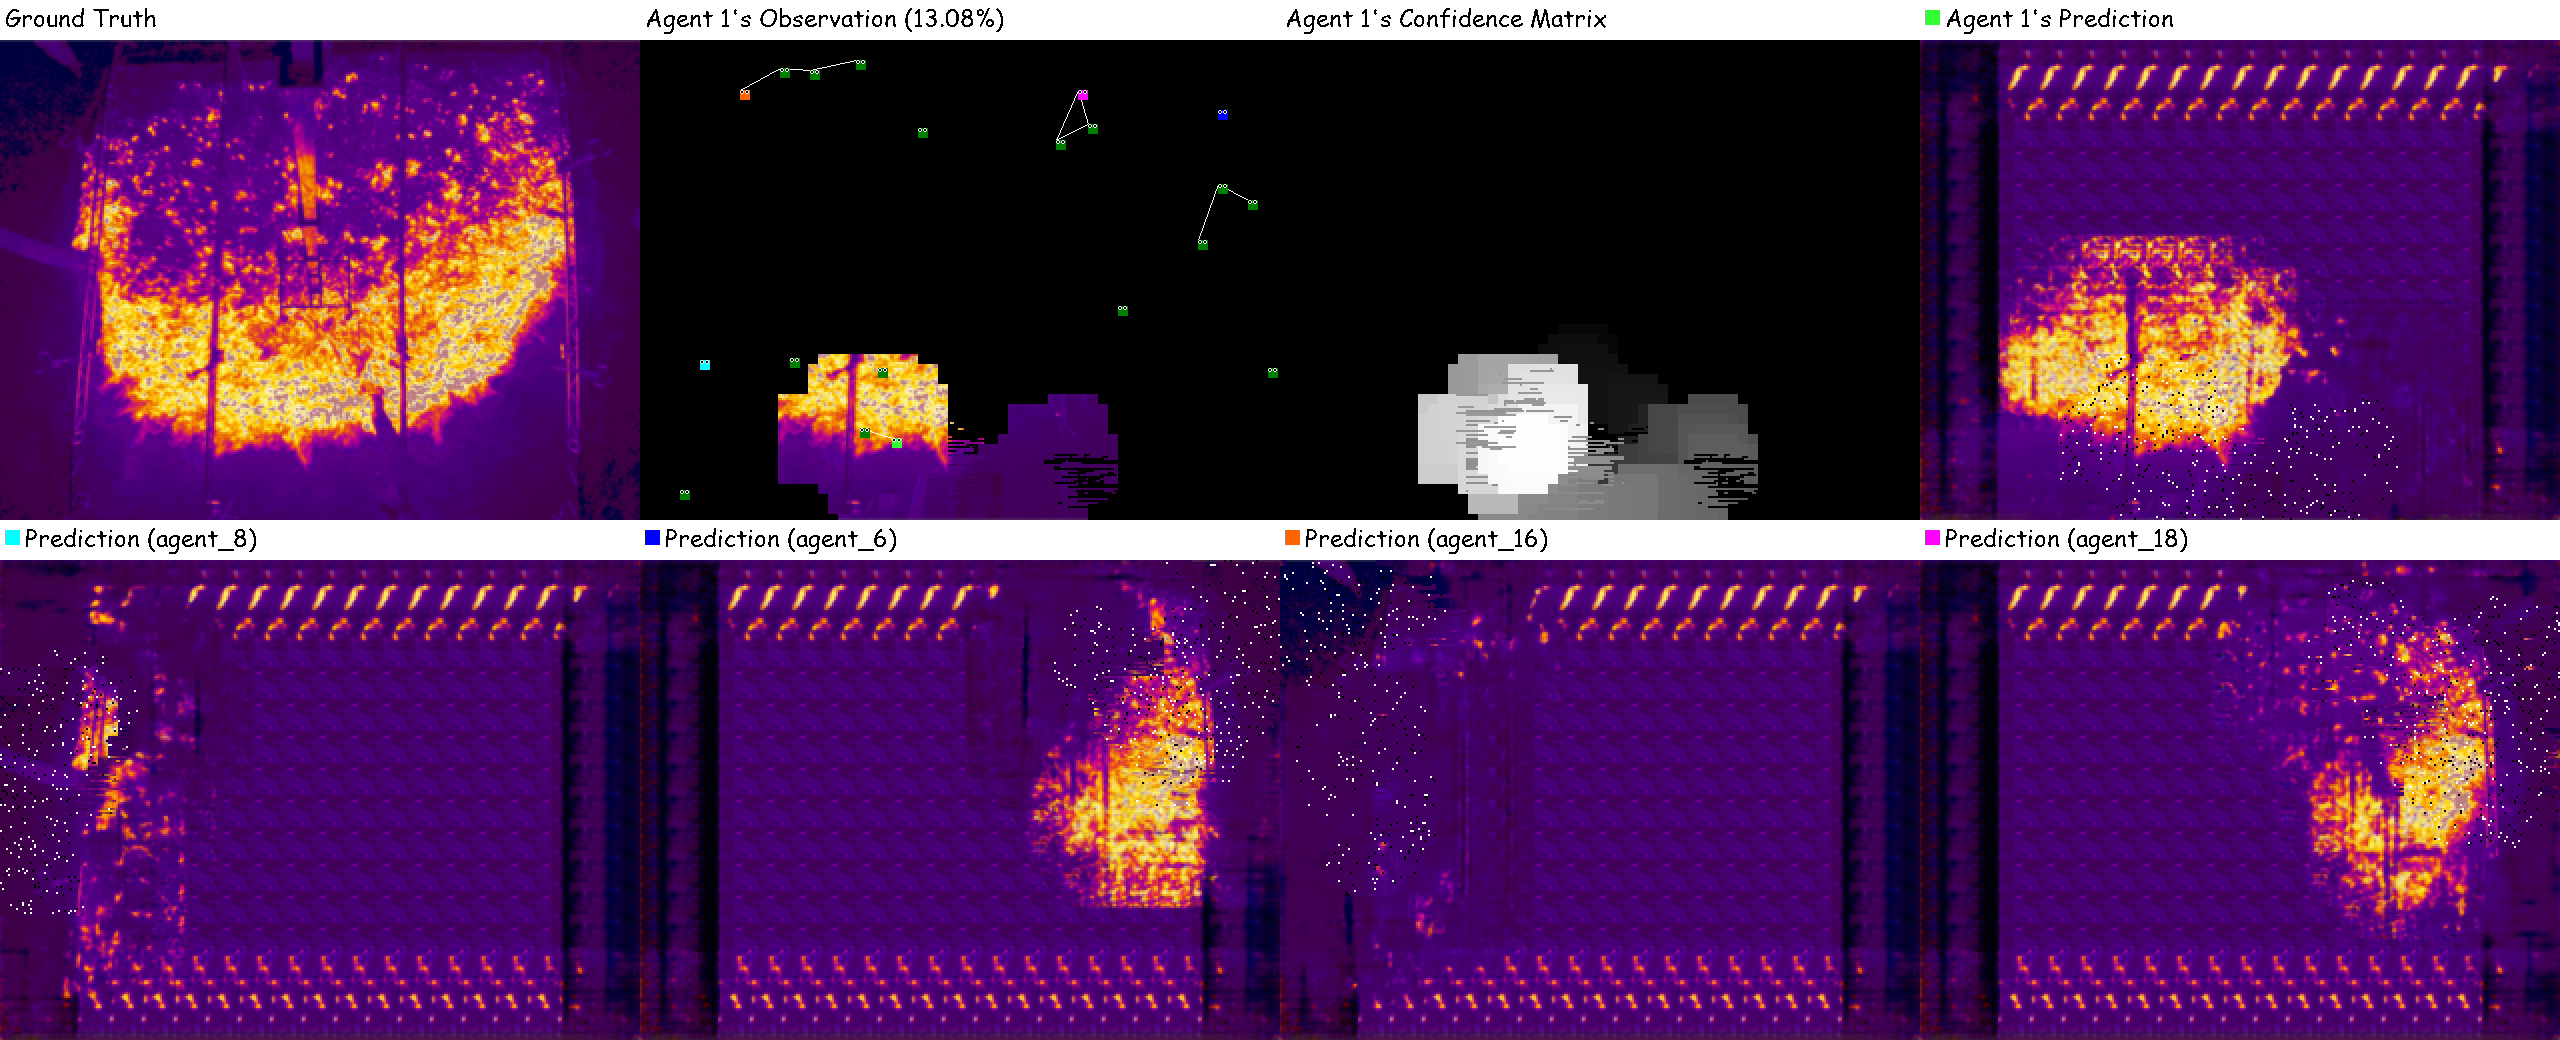 Ground Truth
Agent 1's Observation (13.08%)
Agent 1's Confidence Matrix
Agent 1's Prediction
Prediction (agent_8)
Prediction (agent_6)
Prediction (agent_16)
Prediction (agent_18)